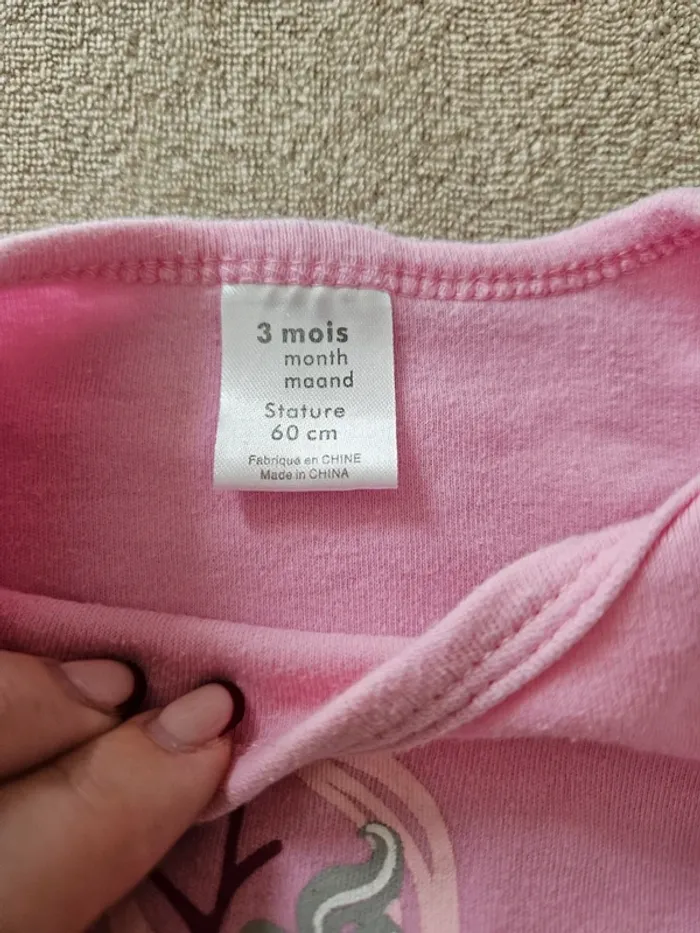 3 mois
month
maand
Stature
60 cm
Fabriqué en CHINE
Made in CHINA